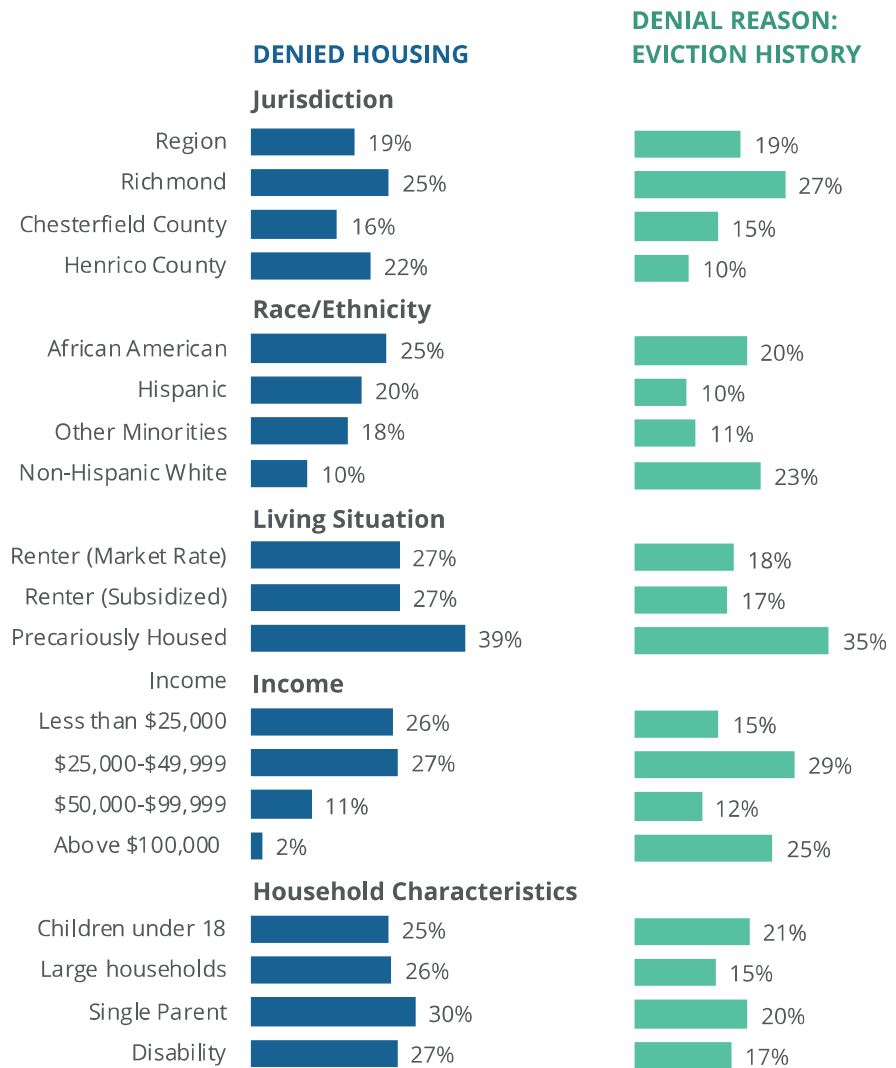 DENIED HOUSING
DENIAL REASON:
EVICTION HISTORY
Jurisdiction
Region 19% 19%
Richmond 25% 27%
Chesterfield County 16% 15%
Henrico County 22% 10%
Race/Ethnicity
African American 25% 20%
Hispanic 20% 10%
Other Minorities 18% 11%
Non-Hispanic White 10% 23%
Living Situation
Renter (Market Rate) 27% 18%
Renter (Subsidized) 27% 17%
Precariously Housed 39% 35%
Income Income
Less than $25,000 26% 15%
$25,000-$49,999 27% 29%
$50,000-$99,999 11% 12%
Above $100,000 2% 25%
Household Characteristics
Children under 18 25% 21%
Large households 26% 15%
Single Parent 30% 20%
Disability 27% 17%